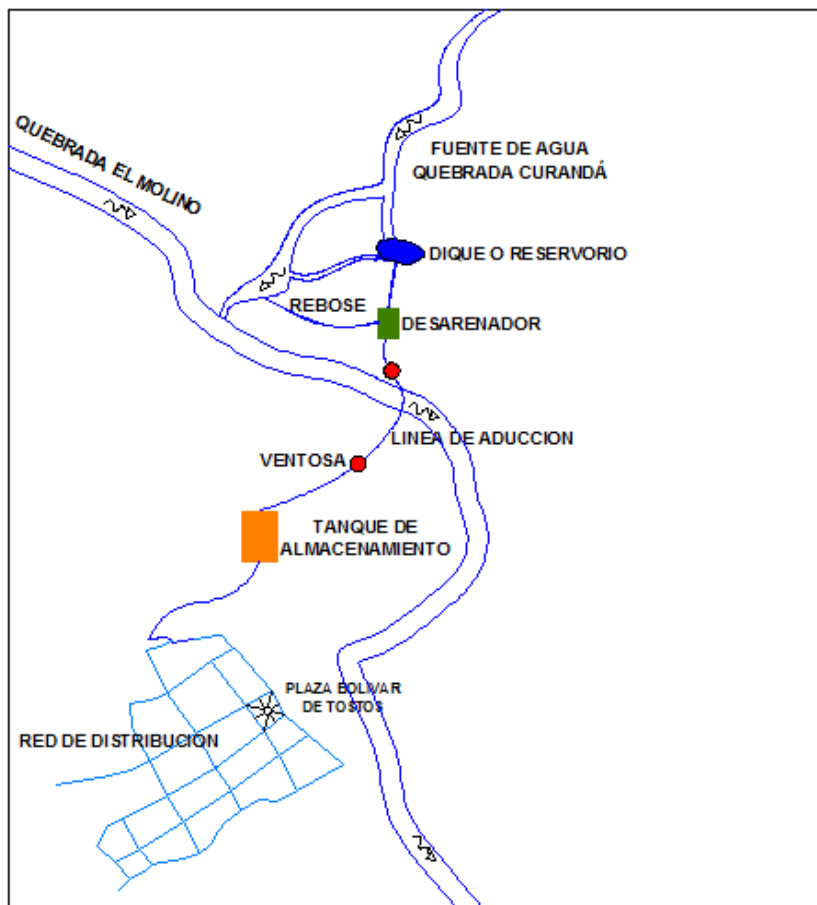 QUEBRADA EL MOLINO
FUENTE DE AGUA
QUEBRADA CURANDÁ
DIQUE O RESERVORIO
REBOSE
DESARENADOR
LINEA DE ADUCCION
VENTOSA
TANQUE DE
ALMACENAMIENTO
PLAZA BOLIVAR
DE TOSTOS
RED DE DISTRIBUCION